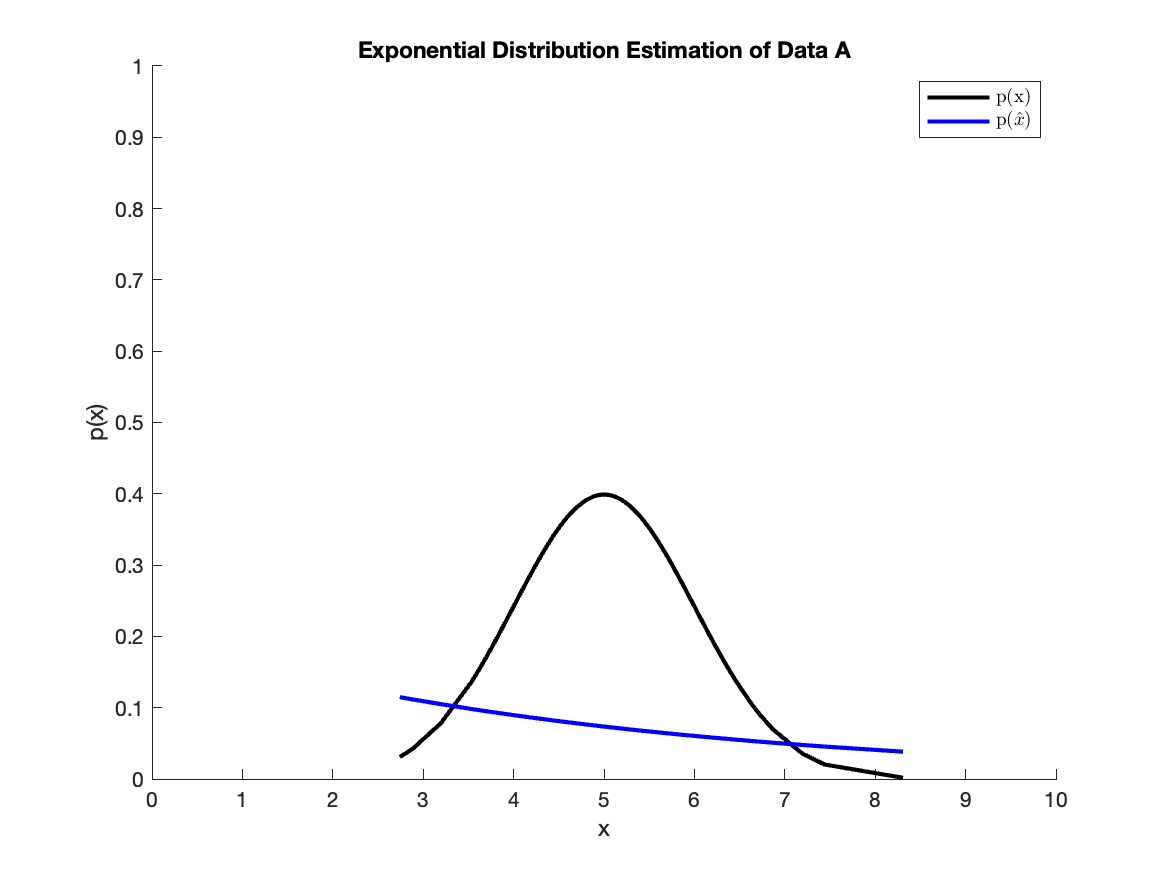 Exponential Distribution Estimation of Data A
1
p(x)
p(x̂)
0.9
0.8
0.7
0.6
p(x)
0.5
0.4
0.3
0.2
0.1
0
0 1 2 3 4 5 6 7 8 9 10
x